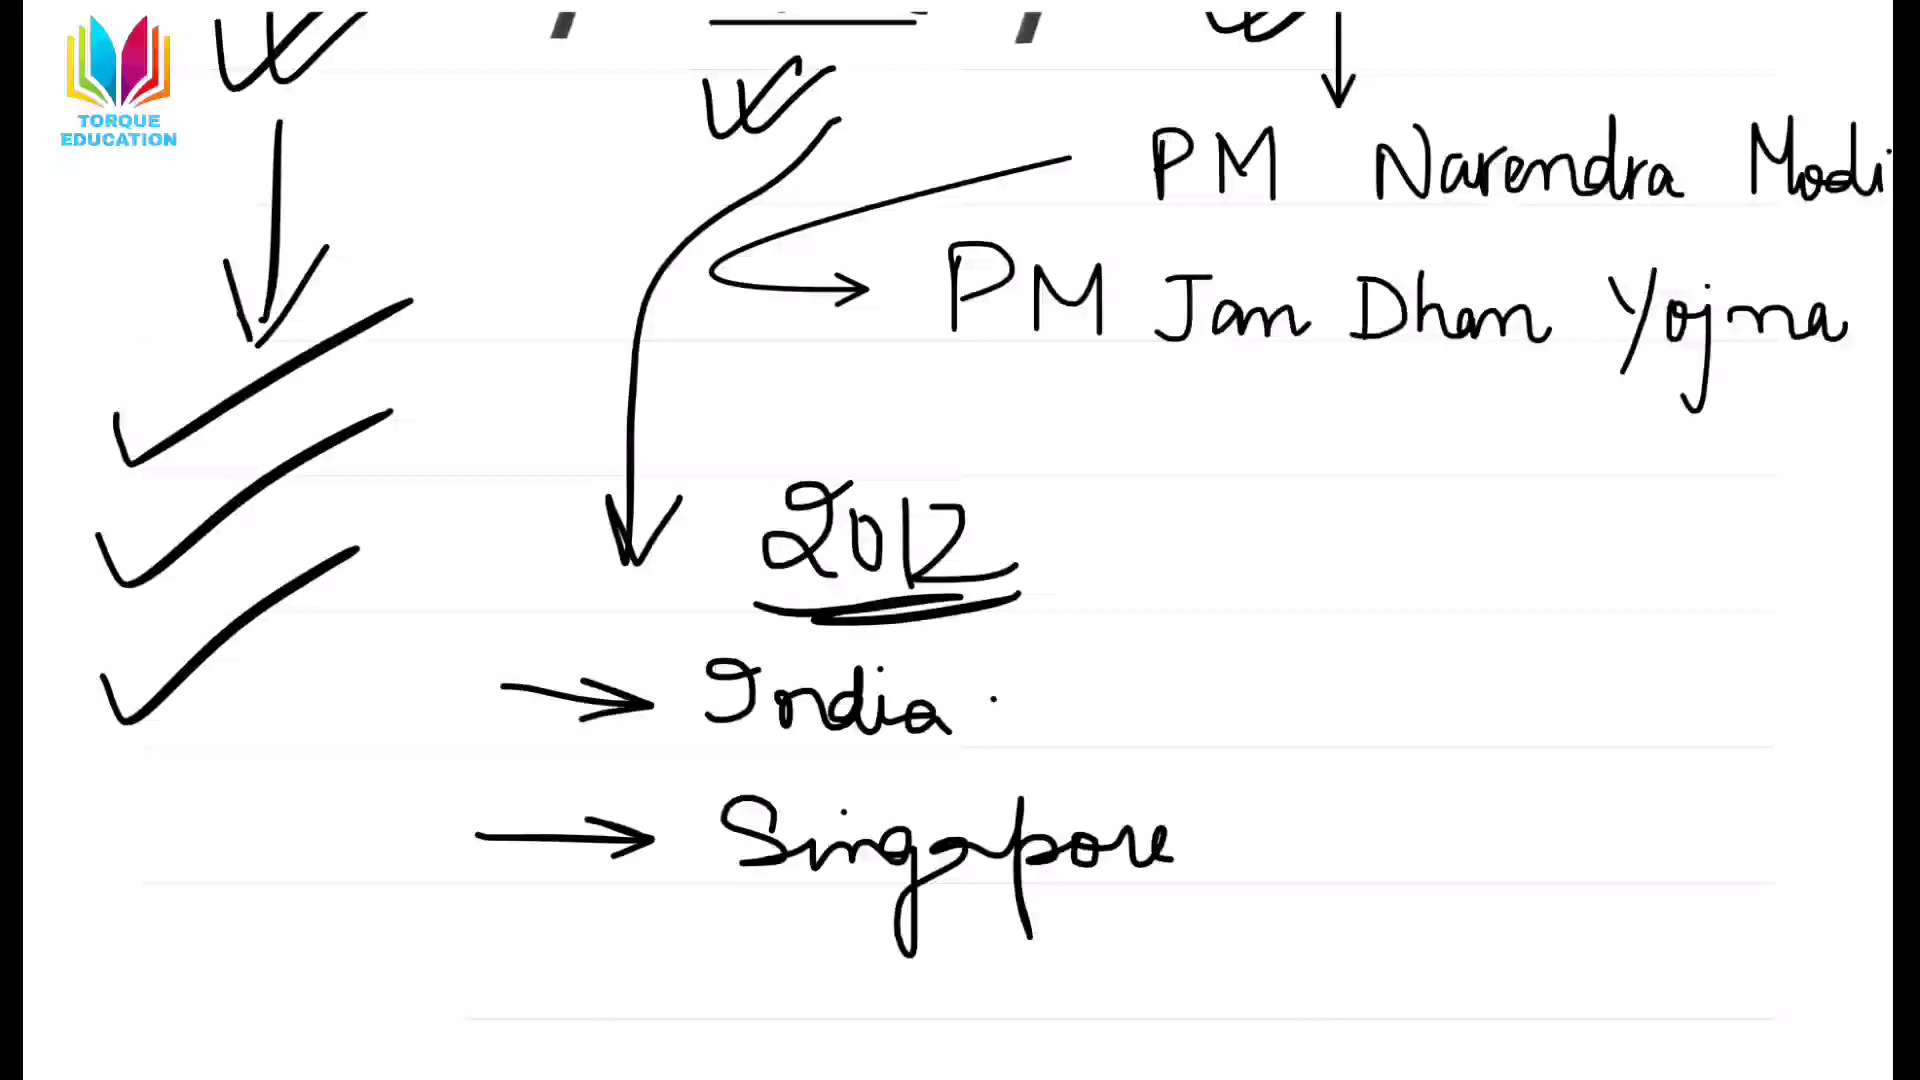 TORQUE
EDUCATION
PM Narendra Modi
PM Jan Dhan Yojna
2012
India
Singapore